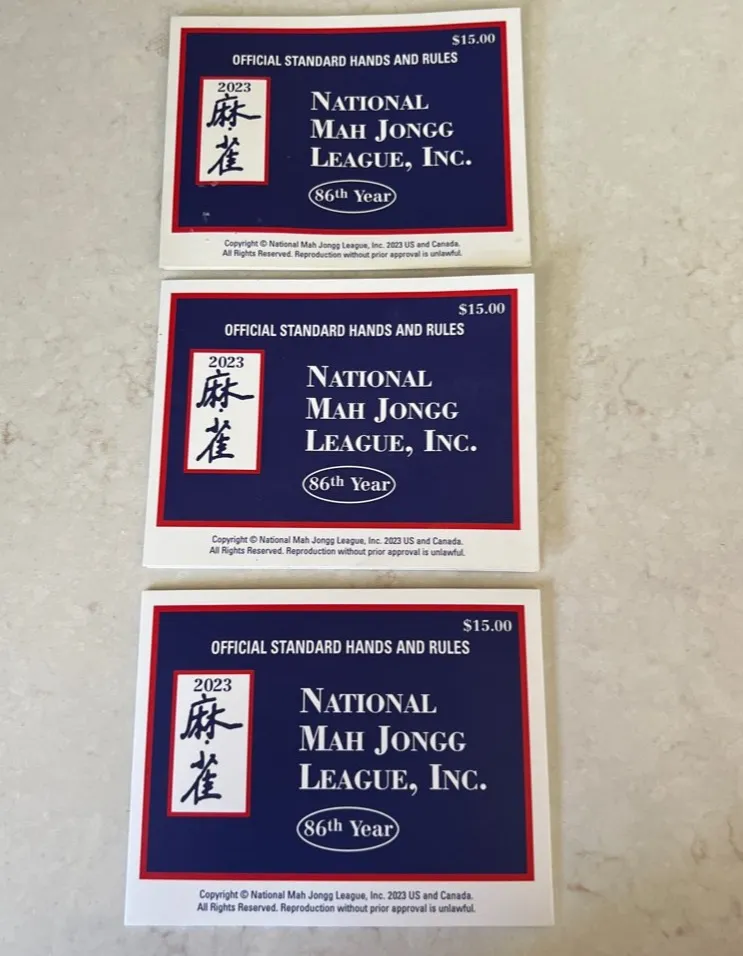 $15.00
OFFICIAL STANDARD HANDS AND RULES
2023
麻
雀
NATIONAL
MAH JONGG
LEAGUE, INC.
86th Year
Copyright © National Mah Jongg League, Inc. 2023 US and Canada.
All Rights Reserved. Reproduction without prior approval is unlawful.
$15.00
OFFICIAL STANDARD HANDS AND RULES
2023
麻
雀
NATIONAL
MAH JONGG
LEAGUE, INC.
86th Year
Copyright © National Mah Jongg League, Inc. 2023 US and Canada.
All Rights Reserved. Reproduction without prior approval is unlawful.
$15.00
OFFICIAL STANDARD HANDS AND RULES
2023
麻
雀
NATIONAL
MAH JONGG
LEAGUE, INC.
86th Year
Copyright © National Mah Jongg League, Inc. 2023 US and Canada.
All Rights Reserved. Reproduction without prior approval is unlawful.